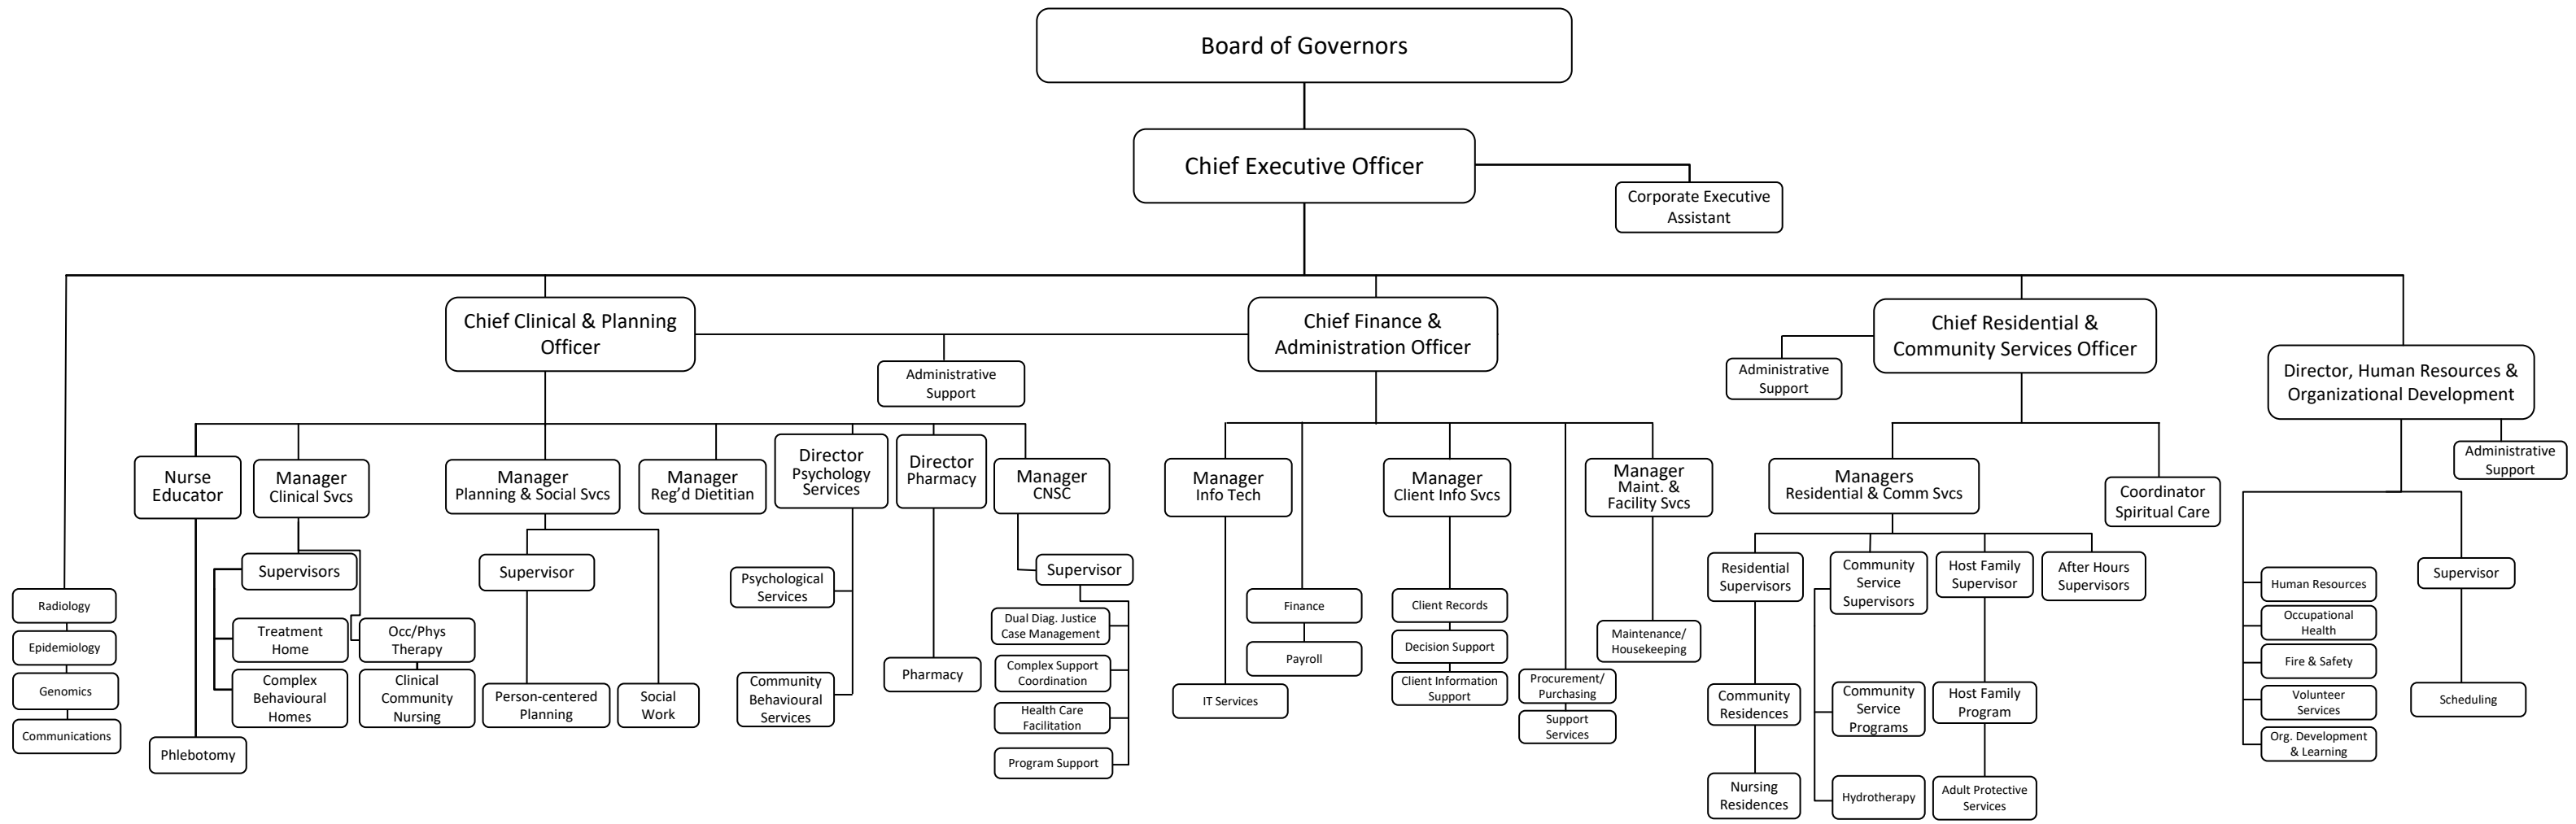 Board of Governors
Chief Executive Officer
Corporate Executive
Assistant
Chief Clinical & Planning
Officer
Administrative
Support
Chief Finance &
Administration Officer
Chief Residential &
Community Services Officer
Administrative
Support
Director, Human Resources &
Organizational Development
Administrative
Support
Nurse
Educator
Manager
Clinical Svcs
Manager
Planning & Social Svcs
Manager
Reg'd Dietitian
Director
Psychology
Services
Director
Pharmacy
Manager
CNSC
Manager
Info Tech
Manager
Client Info Svcs
Manager
Maint. &
Facility Svcs
Managers
Residential & Comm Svcs
Coordinator
Spiritual Care
Radiology
Epidemiology
Genomics
Communications
Phlebotomy
Supervisors
Treatment
Home
Complex
Behavioural
Homes
Occ/Phys
Therapy
Clinical
Community
Nursing
Supervisor
Person-centered
Planning
Social
Work
Psychological
Services
Community
Behavioural
Services
Pharmacy
Supervisor
Dual Diag. Justice
Case Management
Complex Support
Coordination
Health Care
Facilitation
Program Support
IT Services
Finance
Payroll
Client Records
Decision Support
Client Information
Support
Procurement/
Purchasing
Support
Services
Maintenance/
Housekeeping
Residential
Supervisors
Community
Residences
Nursing
Residences
Community
Service
Supervisors
Community
Service
Programs
Hydrotherapy
Host Family
Supervisor
Host Family
Program
Adult Protective
Services
After Hours
Supervisors
Human Resources
Occupational
Health
Fire & Safety
Volunteer
Services
Org. Development
& Learning
Supervisor
Scheduling